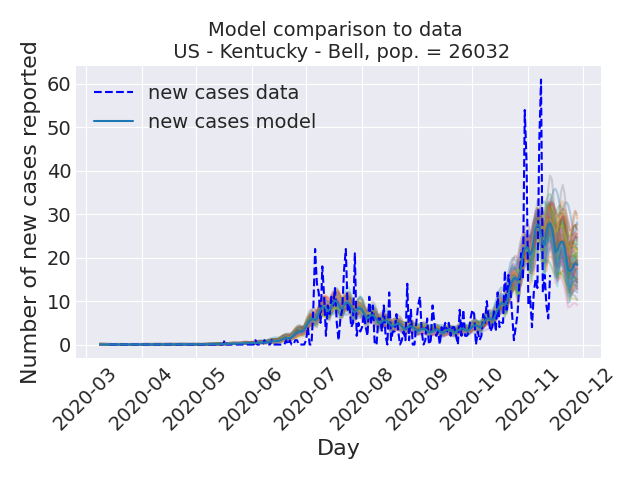 Model comparison to data
US - Kentucky - Bell, pop. = 26032
Number of new cases reported
60
50
40
30
20
10
0
new cases data
new cases model
2020-03
2020-04
2020-05
2020-06
2020-07
2020-08
2020-09
2020-10
2020-11
2020-12
Day